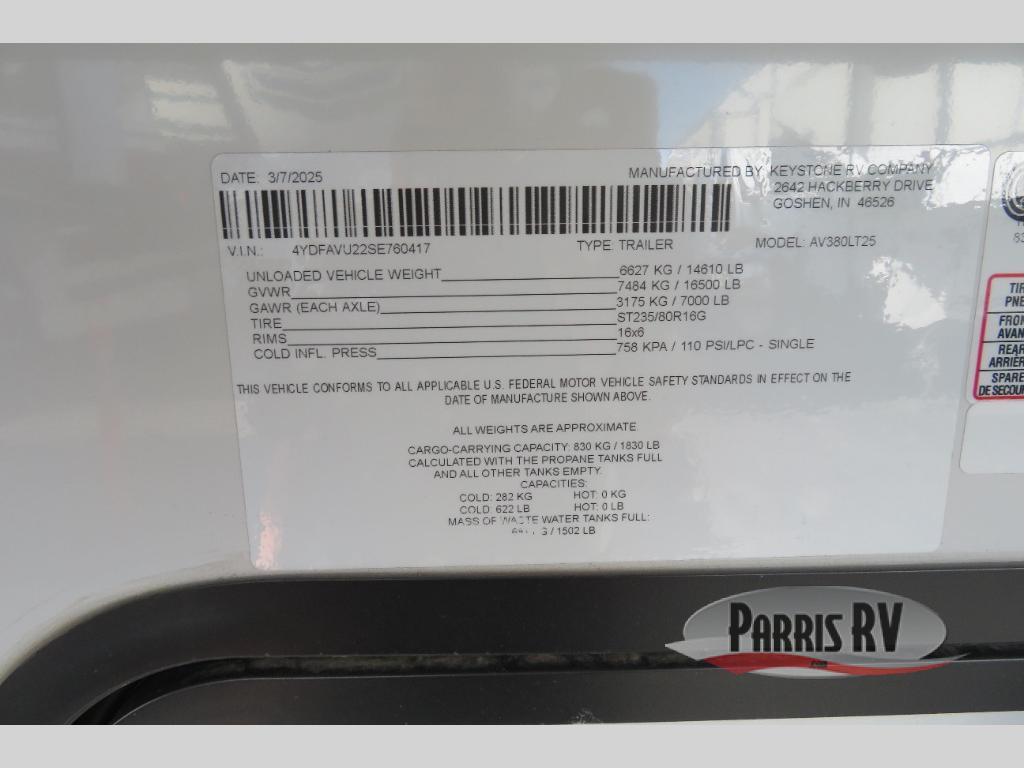 DATE: 3/7/2025
MANUFACTURED BY KEYSTONE RV COMPANY
2642 HACKBERRY DRIVE
GOSHEN, IN 46526
V.I.N.: 4YDFAVU22SE760417 TYPE: TRAILER MODEL: AV380LT25
UNLOADED VEHICLE WEIGHT 6627 KG / 14610 LB
GVWR 7484 KG / 16500 LB
GAWR (EACH AXLE) 3175 KG / 7000 LB
TIRE ST235/80R16G
RIMS 16x6
COLD INFL. PRESS 758 KPA / 110 PSI/LPC - SINGLE
THIS VEHICLE CONFORMS TO ALL APPLICABLE U.S. FEDERAL MOTOR VEHICLE SAFETY STANDARDS IN EFFECT ON THE
DATE OF MANUFACTURE SHOWN ABOVE.
ALL WEIGHTS ARE APPROXIMATE
CARGO-CARRYING CAPACITY: 830 KG / 1830 LB
CALCULATED WITH THE PROPANE TANKS FULL
AND ALL OTHER TANKS EMPTY.
CAPACITIES:
COLD: 282 KG HOT: 0 KG
COLD: 622 LB HOT: 0 LB
MASS OF WASTE WATER TANKS FULL:
/ 1502 LB
FRON
AVAN
REAR
ARRIÈR
SPARE
DE SECOU
PARRIS RV